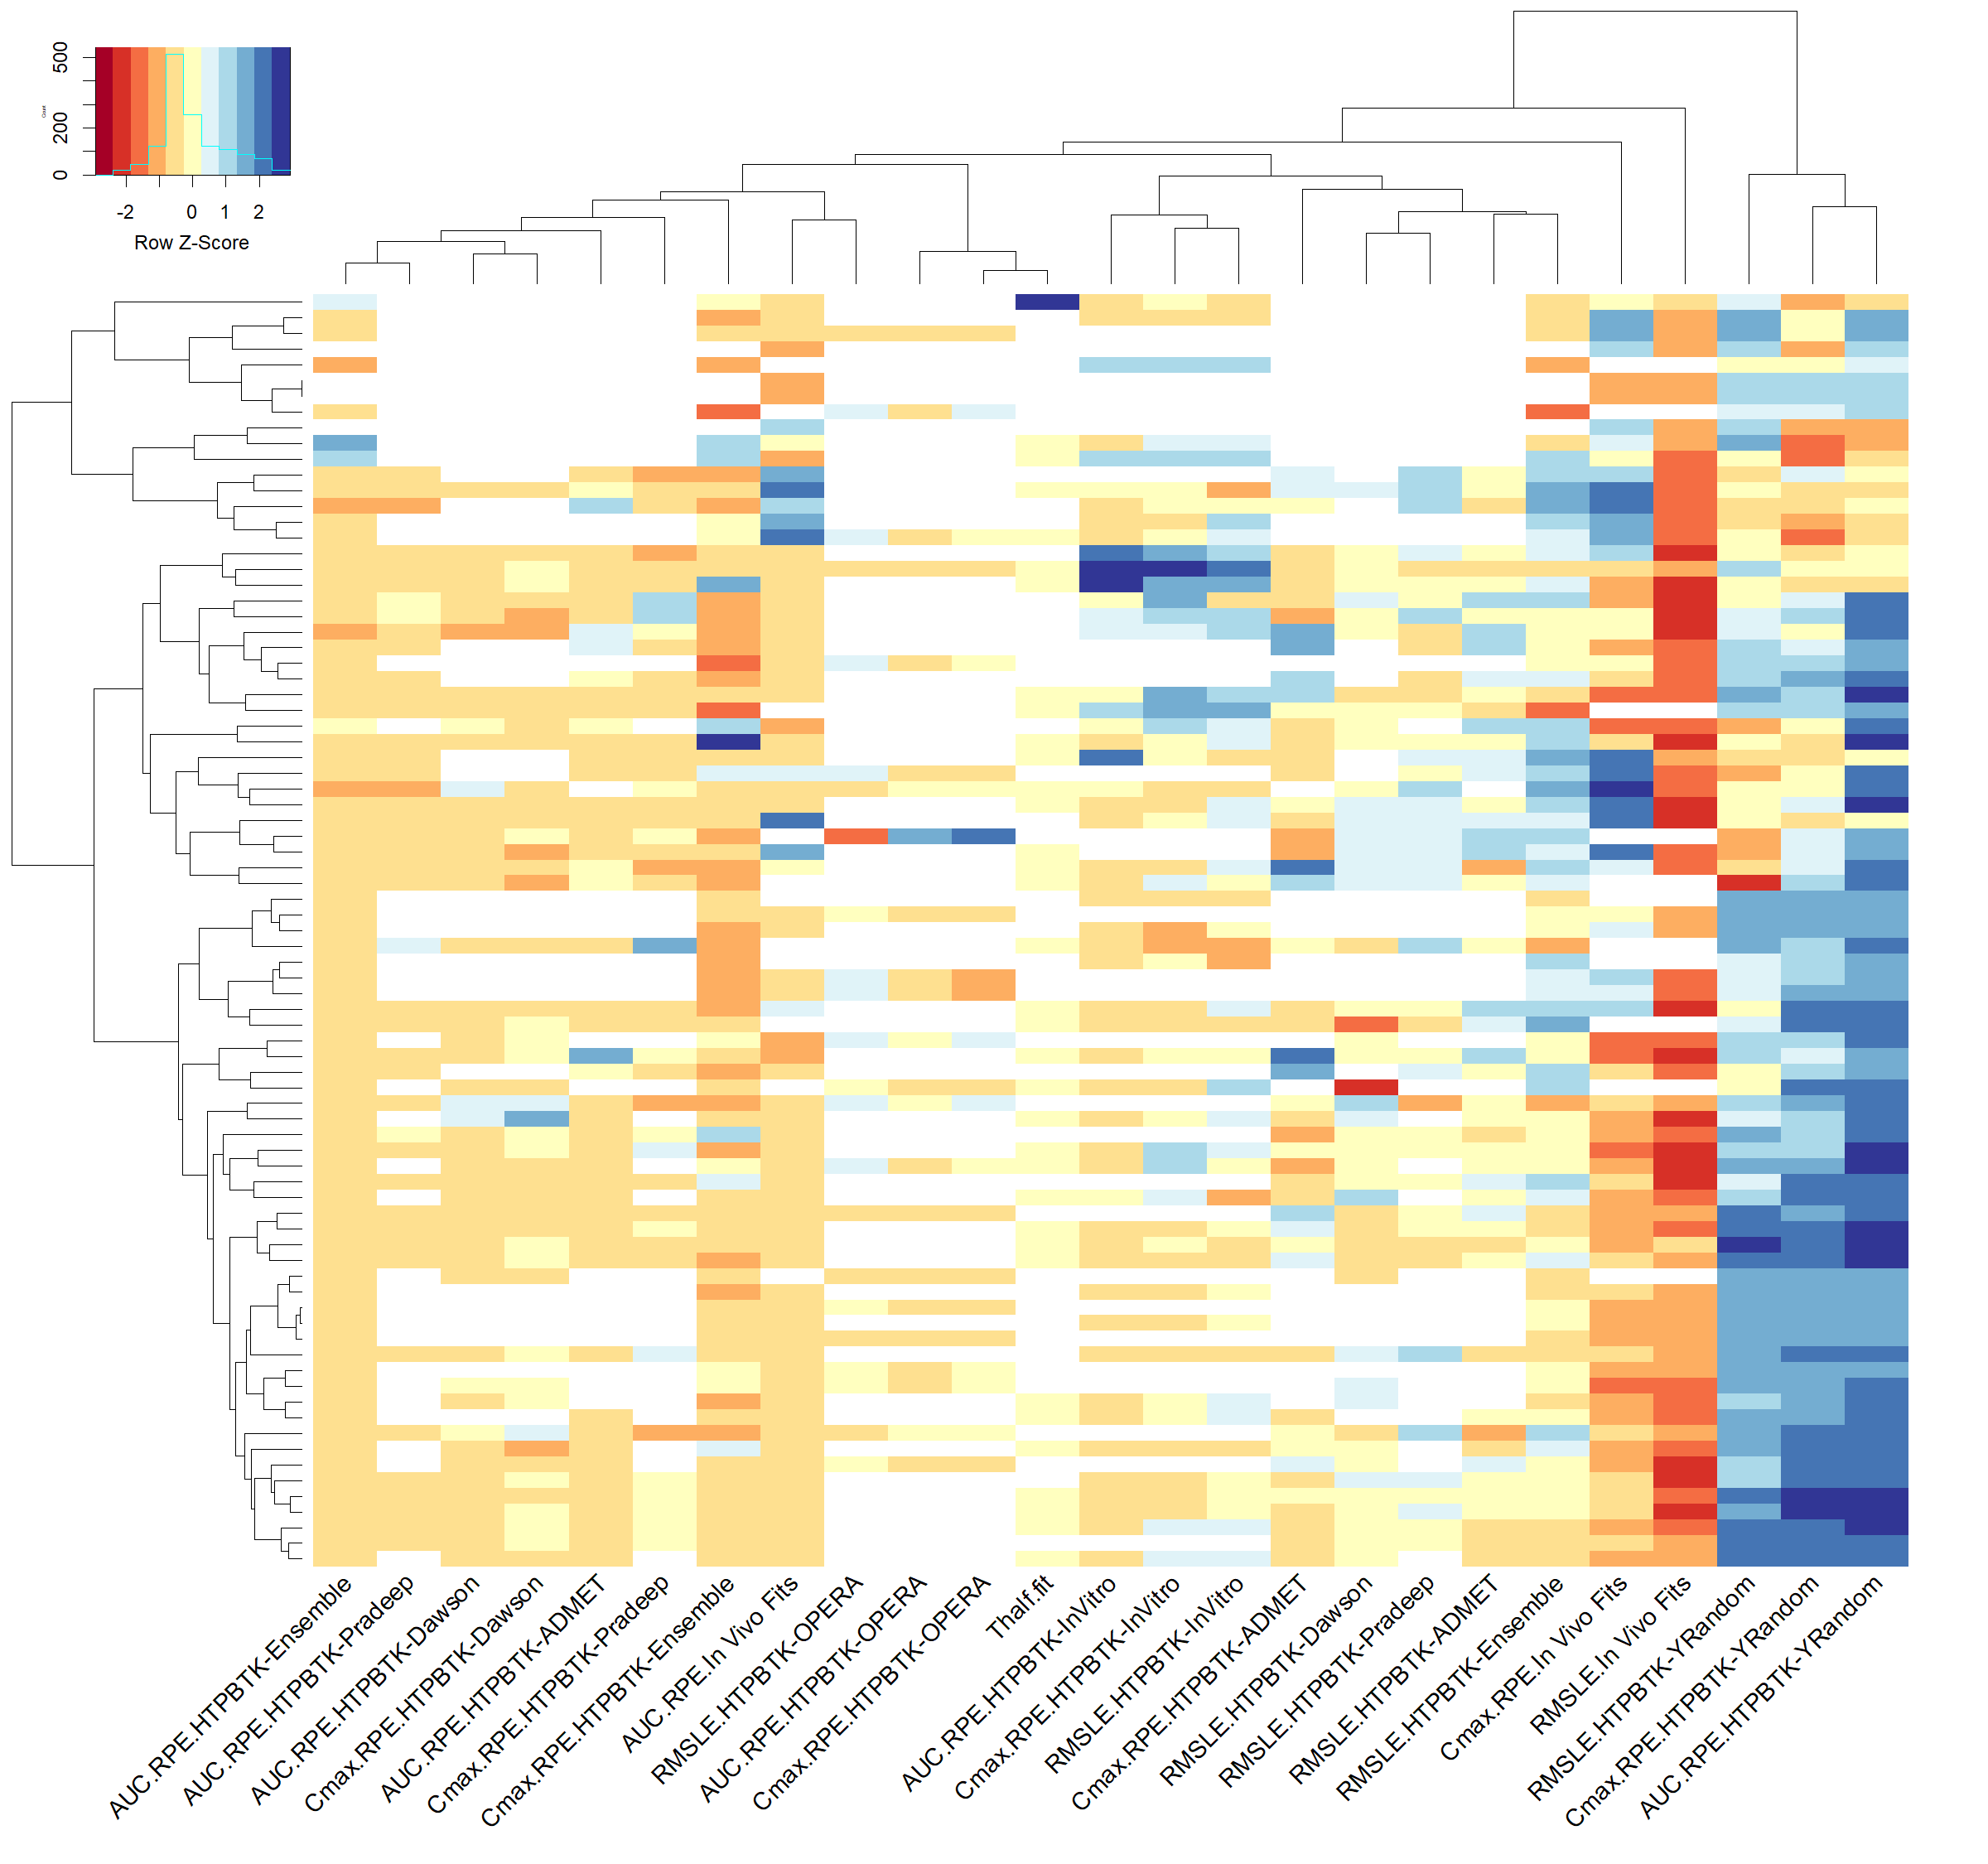 500
200
0
Count
-2 0 1 2
Row Z-Score
AUC.RPE.HTPBTK-Ensemble
AUC.RPE.HTPBTK-Pradeep
AUC.RPE.HTPBTK-Dawson
Cmax.RPE.HTPBTK-Dawson
AUC.RPE.HTPBTK-ADMET
Cmax.RPE.HTPBTK-Pradeep
Cmax.RPE.HTPBTK-Ensemble
AUC.RPE.In Vivo Fits
RMSLE.HTPBTK-OPERA
AUC.RPE.HTPBTK-OPERA
Cmax.RPE.HTPBTK-OPERA
Thalf.fit
AUC.RPE.HTPBTK-InVitro
Cmax.RPE.HTPBTK-InVitro
RMSLE.HTPBTK-InVitro
Cmax.RPE.HTPBTK-ADMET
RMSLE.HTPBTK-Dawson
RMSLE.HTPBTK-Pradeep
RMSLE.HTPBTK-ADMET
RMSLE.HTPBTK-Ensemble
Cmax.RPE.In Vivo Fits
RMSLE.In Vivo Fits
RMSLE.HTPBTK-YRandom
Cmax.RPE.HTPBTK-YRandom
AUC.RPE.HTPBTK-YRandom